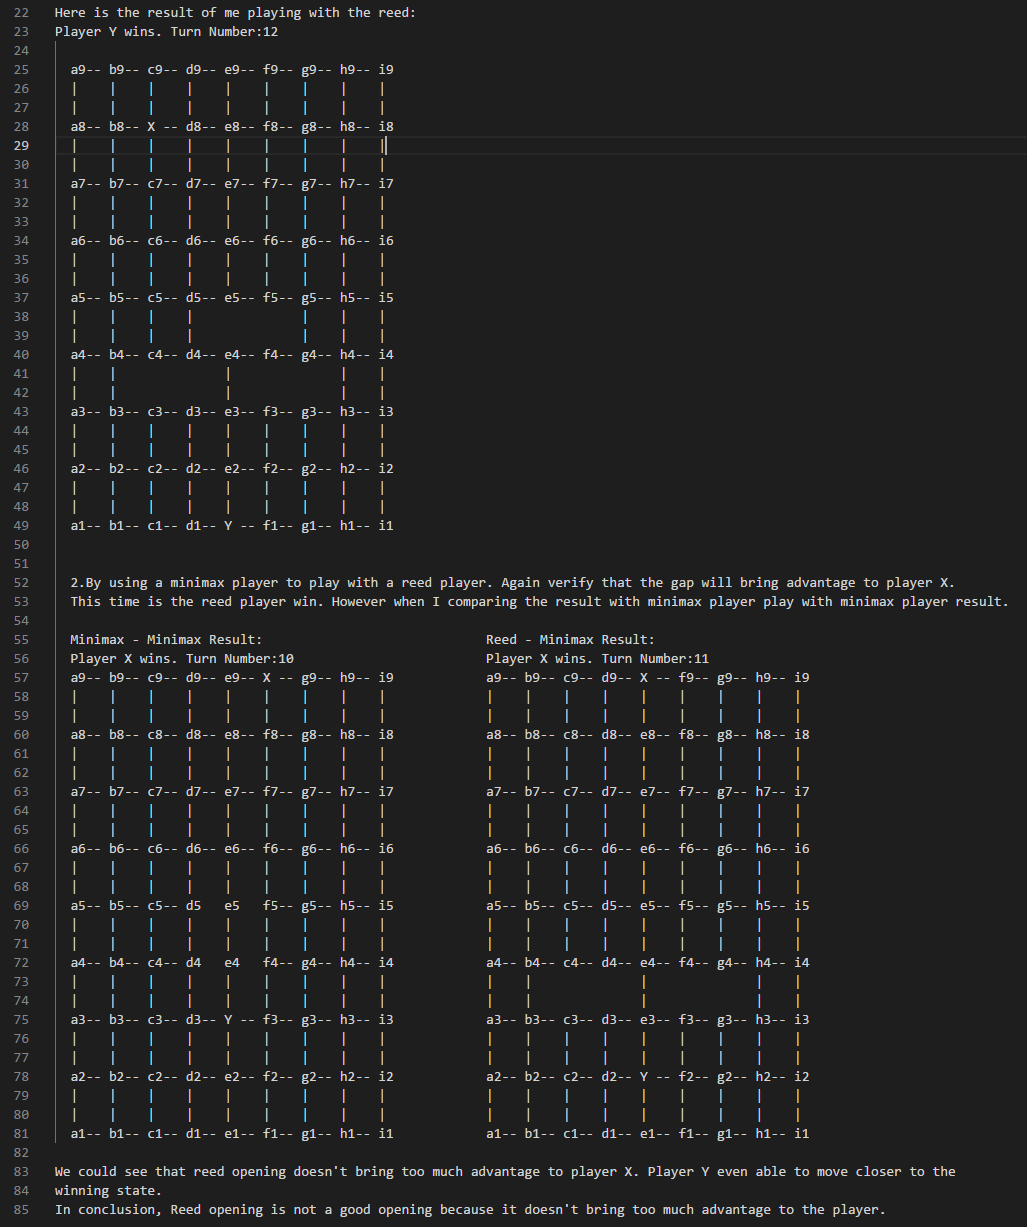 22 Here is the result of me playing with the reed:
23 Player Y wins. Turn Number:12
24
25 a9-- b9-- c9-- d9-- e9-- f9-- g9-- h9-- i9
26 | | | | | | | | |
27 | | | | | | | | |
28 a8-- b8-- X -- d8-- e8-- f8-- g8-- h8-- i8
29 | | | | | | | | |
30 | | | | | | | | |
31 a7-- b7-- c7-- d7-- e7-- f7-- g7-- h7-- i7
32 | | | | | | | | |
33 | | | | | | | | |
34 a6-- b6-- c6-- d6-- e6-- f6-- g6-- h6-- i6
35 | | | | | | | | |
36 | | | | | | | | |
37 a5-- b5-- c5-- d5-- e5-- f5-- g5-- h5-- i5
38 | | | |           | | |
39 | | | |           | | |
40 a4-- b4-- c4-- d4-- e4-- f4-- g4-- h4-- i4
41 | |           |           | |
42 | |           |           | |
43 a3-- b3-- c3-- d3-- e3-- f3-- g3-- h3-- i3
44 | | | | | | | | |
45 | | | | | | | | |
46 a2-- b2-- c2-- d2-- e2-- f2-- g2-- h2-- i2
47 | | | | | | | | |
48 | | | | | | | | |
49 a1-- b1-- c1-- d1-- Y -- f1-- g1-- h1-- i1
50
51
52 2.By using a minimax player to play with a reed player. Again verify that the gap will bring advantage to player X.
53 This time is the reed player win. However when I comparing the result with minimax player play with minimax player result.
54
55 Minimax - Minimax Result: Reed - Minimax Result:
56 Player X wins. Turn Number:10 Player X wins. Turn Number:11
57 a9-- b9-- c9-- d9-- e9-- X -- g9-- h9-- i9 a9-- b9-- c9-- d9-- X -- f9-- g9-- h9-- i9
58 | | | | | | | | | | | | | | | | | |
59 | | | | | | | | | | | | | | | | | |
60 a8-- b8-- c8-- d8-- e8-- f8-- g8-- h8-- i8 a8-- b8-- c8-- d8-- e8-- f8-- g8-- h8-- i8
61 | | | | | | | | | | | | | | | | | |
62 | | | | | | | | | | | | | | | | | |
63 a7-- b7-- c7-- d7-- e7-- f7-- g7-- h7-- i7 a7-- b7-- c7-- d7-- e7-- f7-- g7-- h7-- i7
64 | | | | | | | | | | | | | | | | | |
65 | | | | | | | | | | | | | | | | | |
66 a6-- b6-- c6-- d6-- e6-- f6-- g6-- h6-- i6 a6-- b6-- c6-- d6-- e6-- f6-- g6-- h6-- i6
67 | | | | | | | | | | | | | | | | | |
68 | | | | | | | | | | | | | | | | | |
69 a5-- b5-- c5-- d5   e5   f5-- g5-- h5-- i5 a5-- b5-- c5-- d5-- e5-- f5-- g5-- h5-- i5
70 | | | | | | | | | | | | | | | | | |
71 | | | | | | | | | | | | | | | | | |
72 a4-- b4-- c4-- d4   e4   f4-- g4-- h4-- i4 a4-- b4-- c4-- d4-- e4-- f4-- g4-- h4-- i4
73 | | | | | | | | | | |           |           | |
74 | | | | | | | | | | |           |           | |
75 a3-- b3-- c3-- d3-- Y -- f3-- g3-- h3-- i3 a3-- b3-- c3-- d3-- e3-- f3-- g3-- h3-- i3
76 | | | | | | | | | | | | | | | | | |
77 | | | | | | | | | | | | | | | | | |
78 a2-- b2-- c2-- d2-- e2-- f2-- g2-- h2-- i2 a2-- b2-- c2-- d2-- Y -- f2-- g2-- h2-- i2
79 | | | | | | | | | | | | | | | | | |
80 | | | | | | | | | | | | | | | | | |
81 a1-- b1-- c1-- d1-- e1-- f1-- g1-- h1-- i1 a1-- b1-- c1-- d1-- e1-- f1-- g1-- h1-- i1
82
83 We could see that reed opening doesn't bring too much advantage to player X. Player Y even able to move closer to the
84 winning state.
85 In conclusion, Reed opening is not a good opening because it doesn't bring too much advantage to the player.